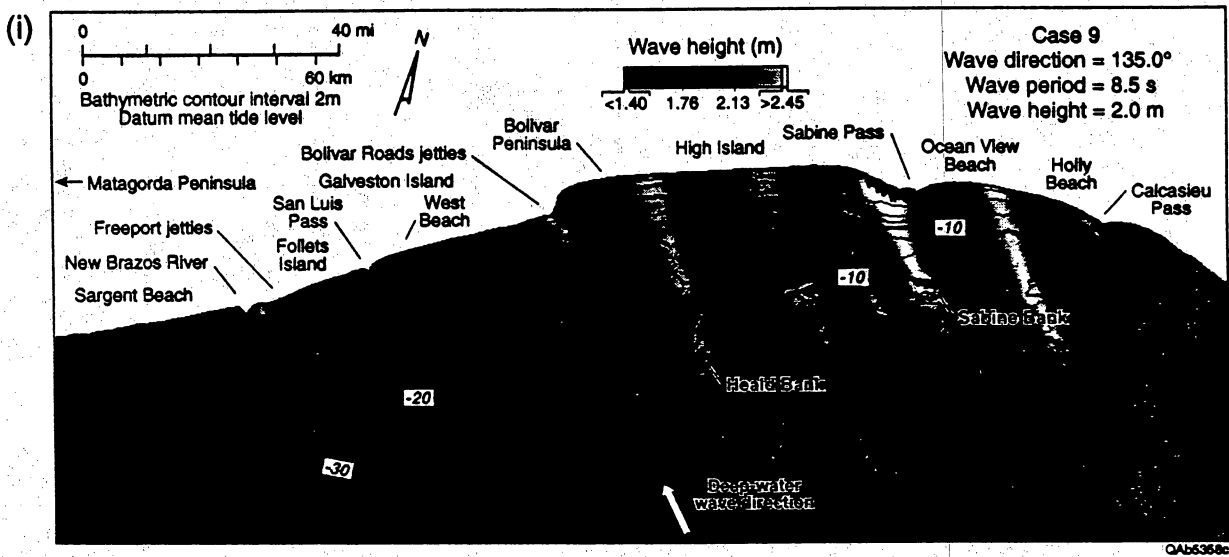 (i)
0 40 mi
0 60 km
Bathymetric contour interval 2m
Datum mean tide level
N
Wave height (m)
<1.40 1.76 2.13 >2.45
Case 9
Wave direction = 135.0°
Wave period = 8.5 s
Wave height = 2.0 m
Bolivar
Peninsula
High Island
Sabine Pass
Ocean View
Beach
Holly
Beach
Calcasieu
Pass
Bolivar Roads jetties
Matagorda Peninsula
Galveston Island
San Luis
Pass
West
Beach
Freeport jetties
Follets
Island
New Brazos River
Sargent Beach
-10
-10
Sabine Bank
Heald Bank
-20
-30
Deep-water
wave direction